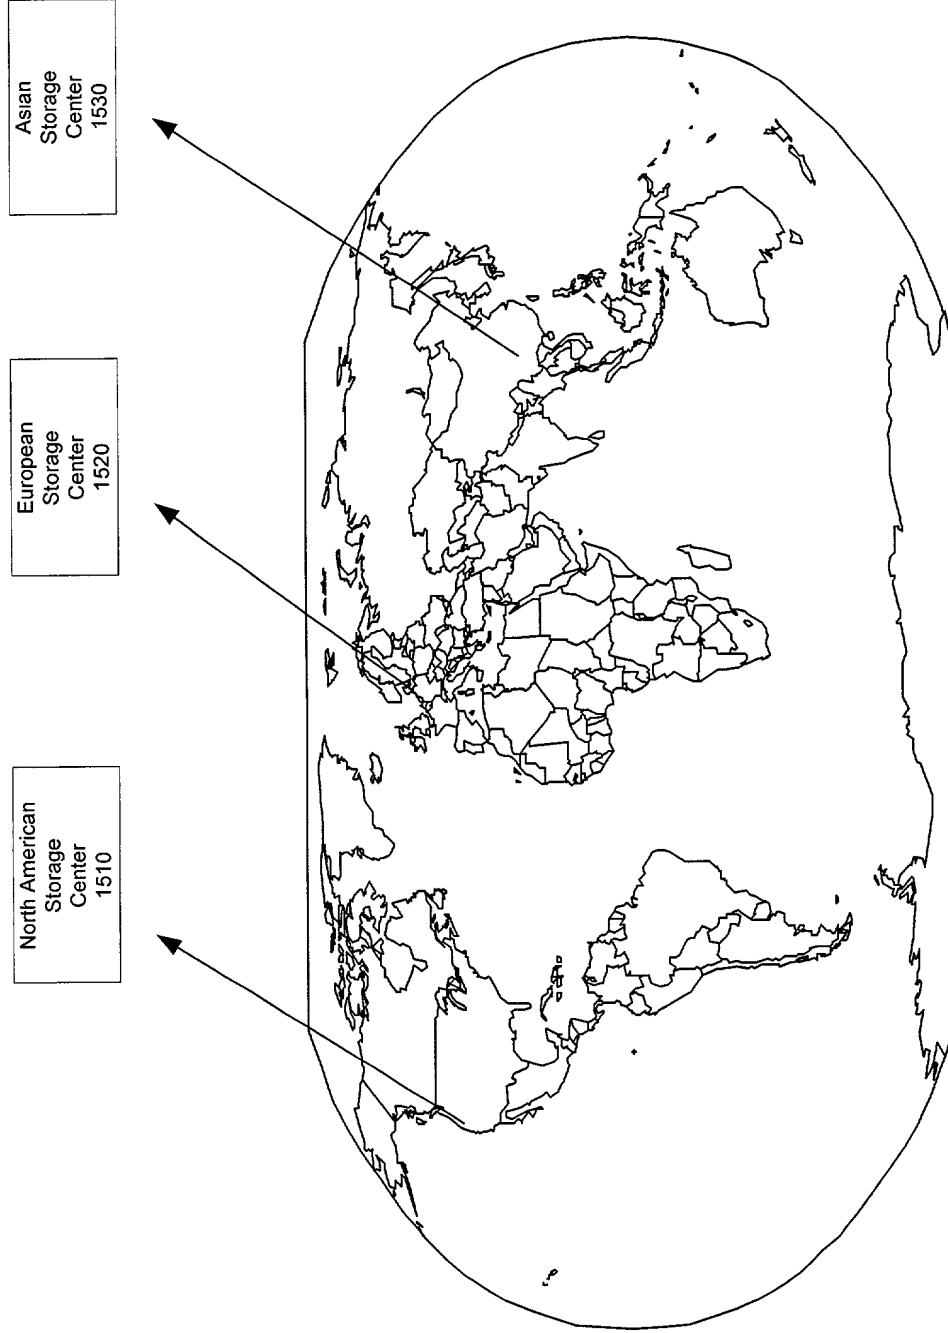 Asian
Storage
Center
1530
European
Storage
Center
1520
North American
Storage
Center
1510